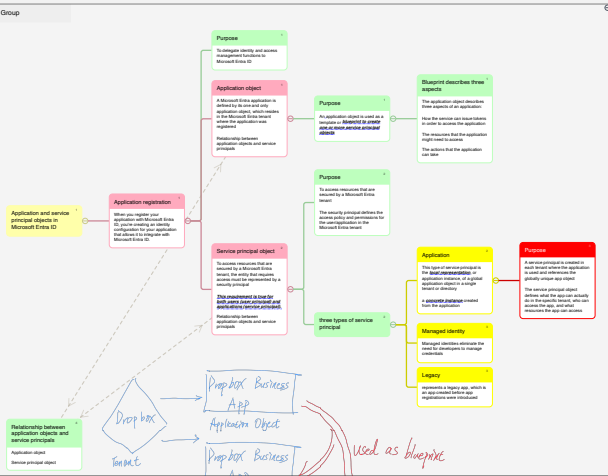 Group
Purpose
To delegate identity and access
management functions to
Microsoft Entra ID
Application object
A Microsoft Entra application is
defined by its one and only
application object, which resides
in the Microsoft Entra tenant
where the application was
registered
Relationship between
application objects and service
principals
Purpose
An application object is used as a
template or blueprint to create
one or more service principal
objects
Blueprint describes three
aspects
The application object describes
three aspects of an application:
How the service can issue tokens
in order to access the application
The resources that the application
might need to access
The actions that the application
can take
Application and service
principal objects in
Microsoft Entra ID
Application registration
When you register your
application with Microsoft Entra
ID, you're creating an identity
configuration for your application
that allows it to integrate with
Microsoft Entra ID.
Purpose
To access resources that are
secured by a Microsoft Entra
tenant
The security principal defines the
access policy and permissions for the
user/application in the
Microsoft Entra tenant
Service principal object
To access resources that are
secured by a Microsoft Entra
tenant, the entity that requires
access must be represented by a
security principal
This requirement is true for
both users (user principal) and
applications (service principal)
Relationship between
application objects and service
principals
Application
This type of service principal is
the local representation, or
application instance, of a global
application object in a single
tenant or directory
a concrete instance created
from the application
Purpose
A service principal is created in
each tenant where the application
is used and references the
globally unique app object
The service principal object
defines what the app can actually
do in the specific tenant, who can
access the app, and what
resources the app can access
three types of service
principal
Managed identity
Managed identities eliminate the
need for developers to manage
credentials
Legacy
represents a legacy app, which is
an app created before app
registrations were introduced
Relationship between
application objects and
service principals
Application object
Service principal object
Dropbox
Tenant
Dropbox Business
App
Application Object
Dropbox Business
App
used as blueprint